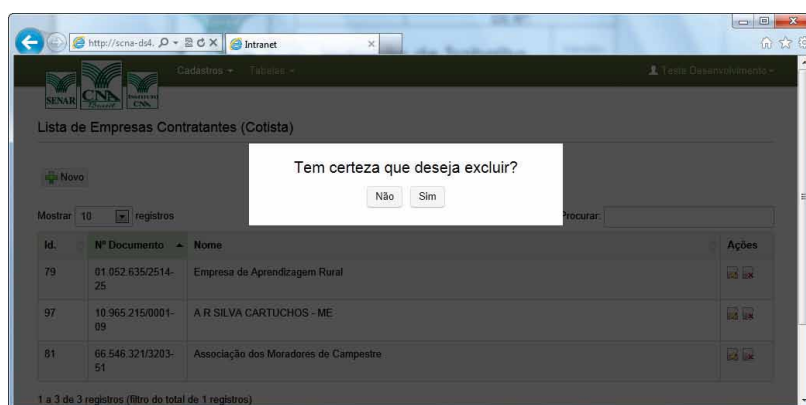 http://scna-ds4.
Intranet
Cadastros
Tabelas
Teste Desenvolvimento
SENAR
CNA
Brasil
CNA
Lista de Empresas Contratantes (Cotista)
Tem certeza que deseja excluir?
Não Sim
Novo
Mostrar 10 registros
Procurar:
Id. Nº Documento Nome Ações
79 01.052.635/2514-25 Empresa de Aprendizagem Rural
97 10.965.215/0001-09 A R SILVA CARTUCHOS - ME
81 66.546.321/3203-51 Associação dos Moradores de Campestre
1 a 3 de 3 registros (filtro do total de 1 registros)